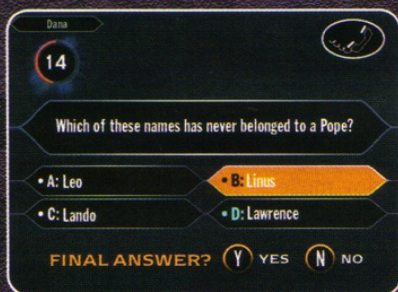 Dana
14
Which of these names has never belonged to a Pope?
• A: Leo
• B: Linus
• C: Lando
• D: Lawrence
FINAL ANSWER? Y YES N NO